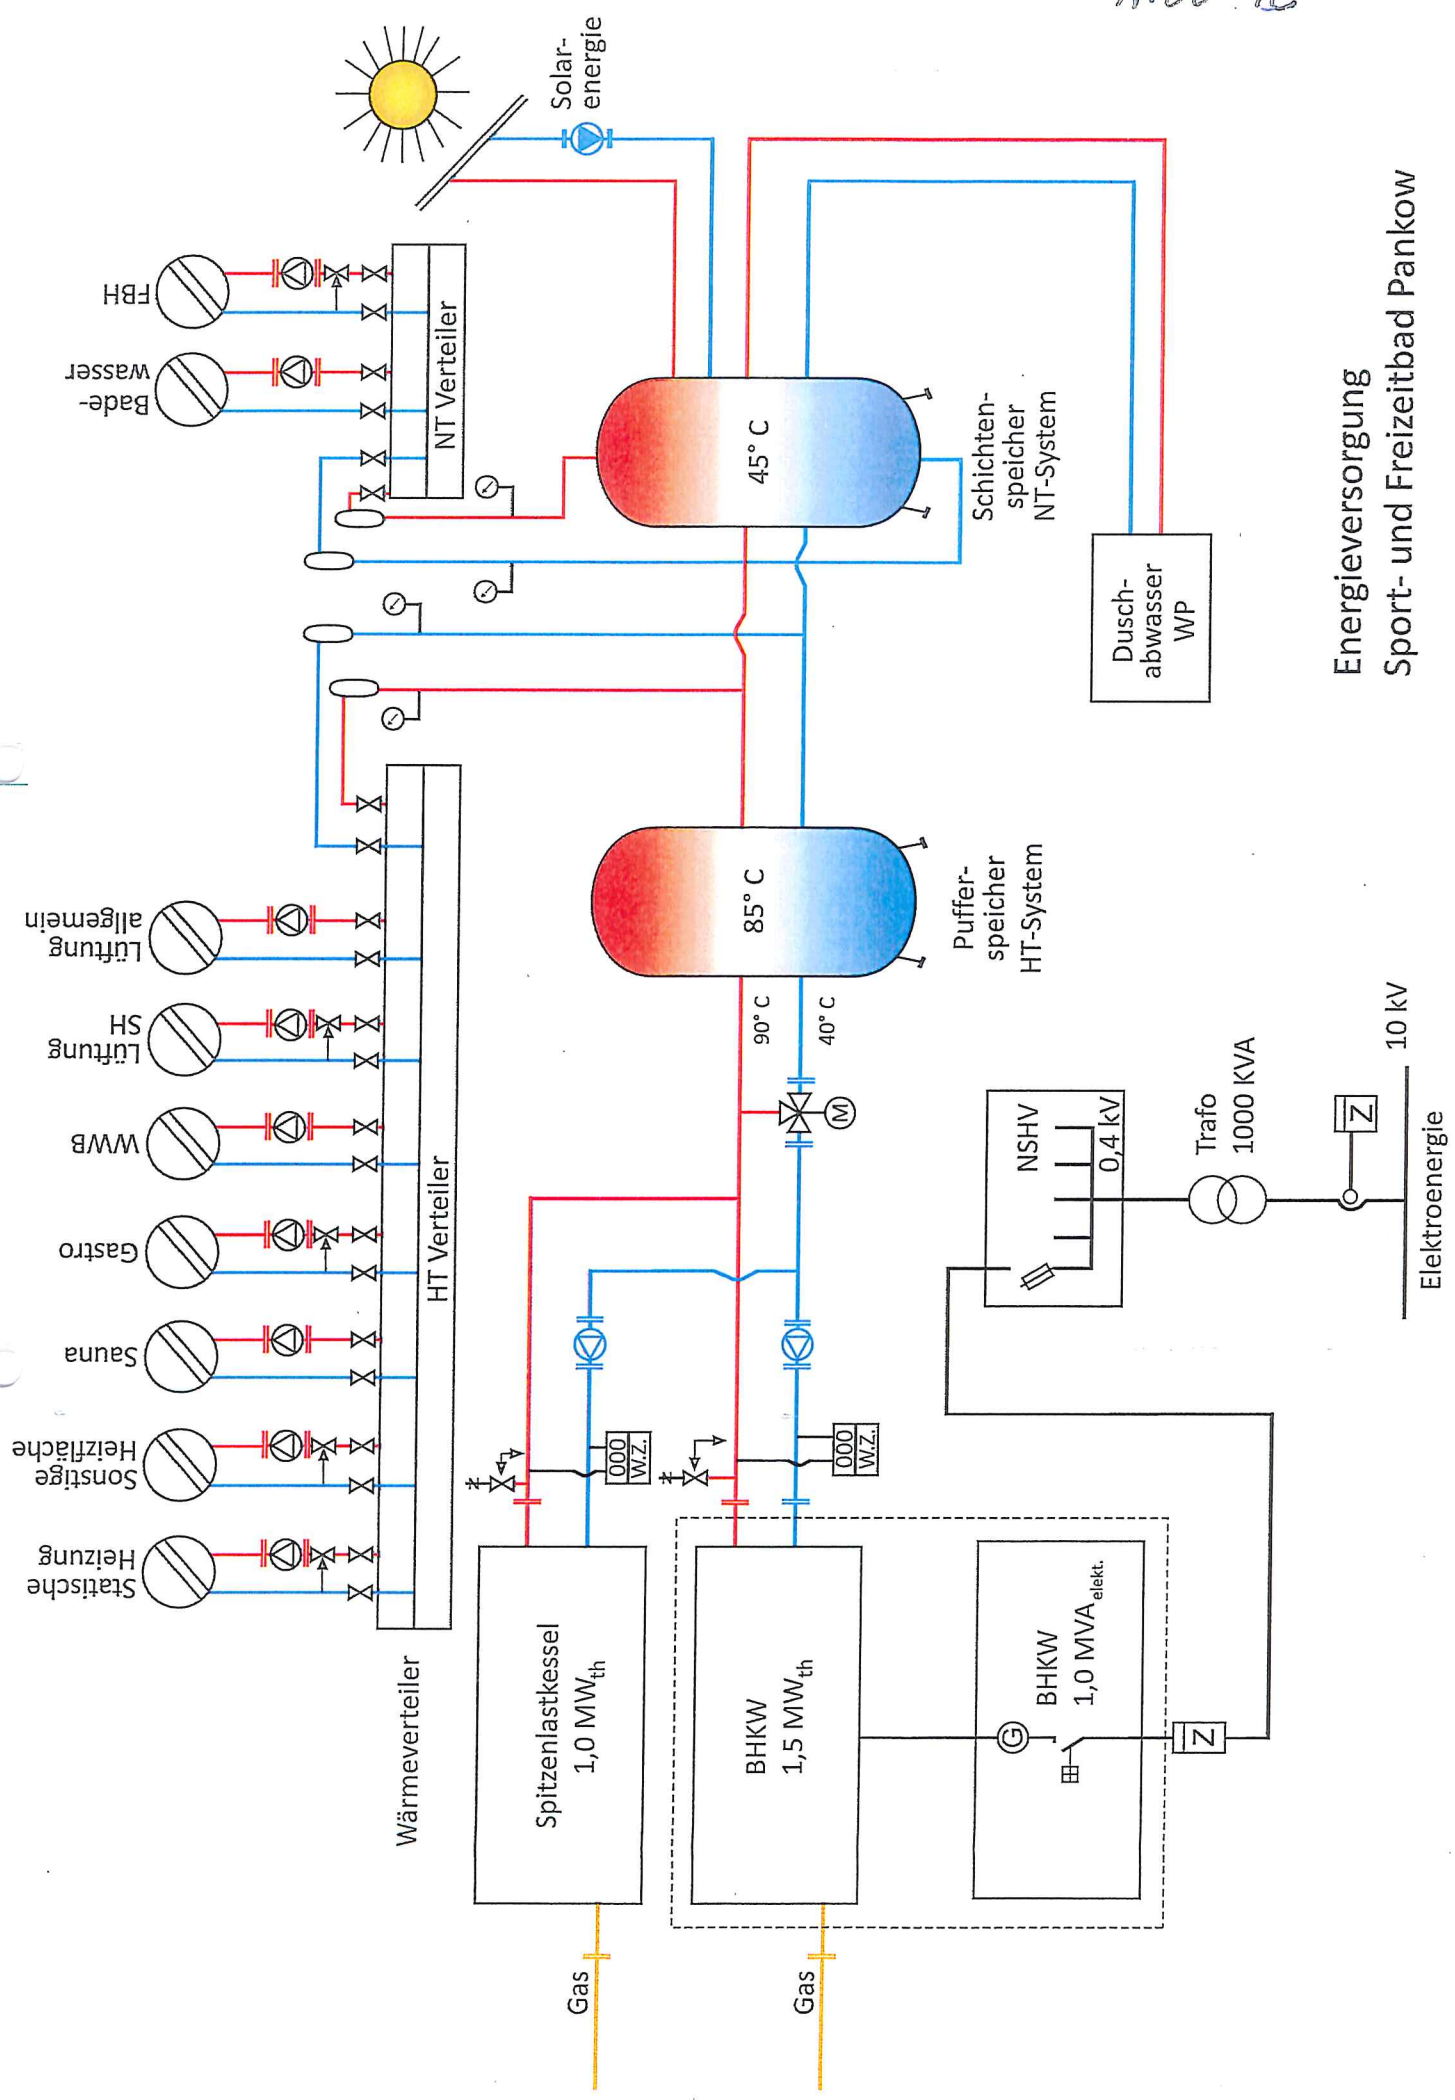 Statische
Heizung
Sonstige
Heizfläche
Sauna
Gastro
WWB
Lüftung
SH
Lüftung
allgemein
Bade-
wasser
FBH
Solar-
energie
HT Verteiler
NT Verteiler
Wärmeverteiler
Spitzenlastkessel
1,0 MWth
000
W.Z.
90° C
40° C
85° C
45° C
Puffer-
speicher
HT-System
Schichten-
speicher
NT-System
Gas
BHKW
1,5 MWth
000
W.Z.
M
Gas
G
BHKW
1,0 MVAelekt.
Z
NSHV
0,4 kV
Trafo
1000 KVA
Z
10 kV
Elektroenergie
Dusch-
abwasser
WP
Energieversorgung
Sport- und Freizeitbad Pankow